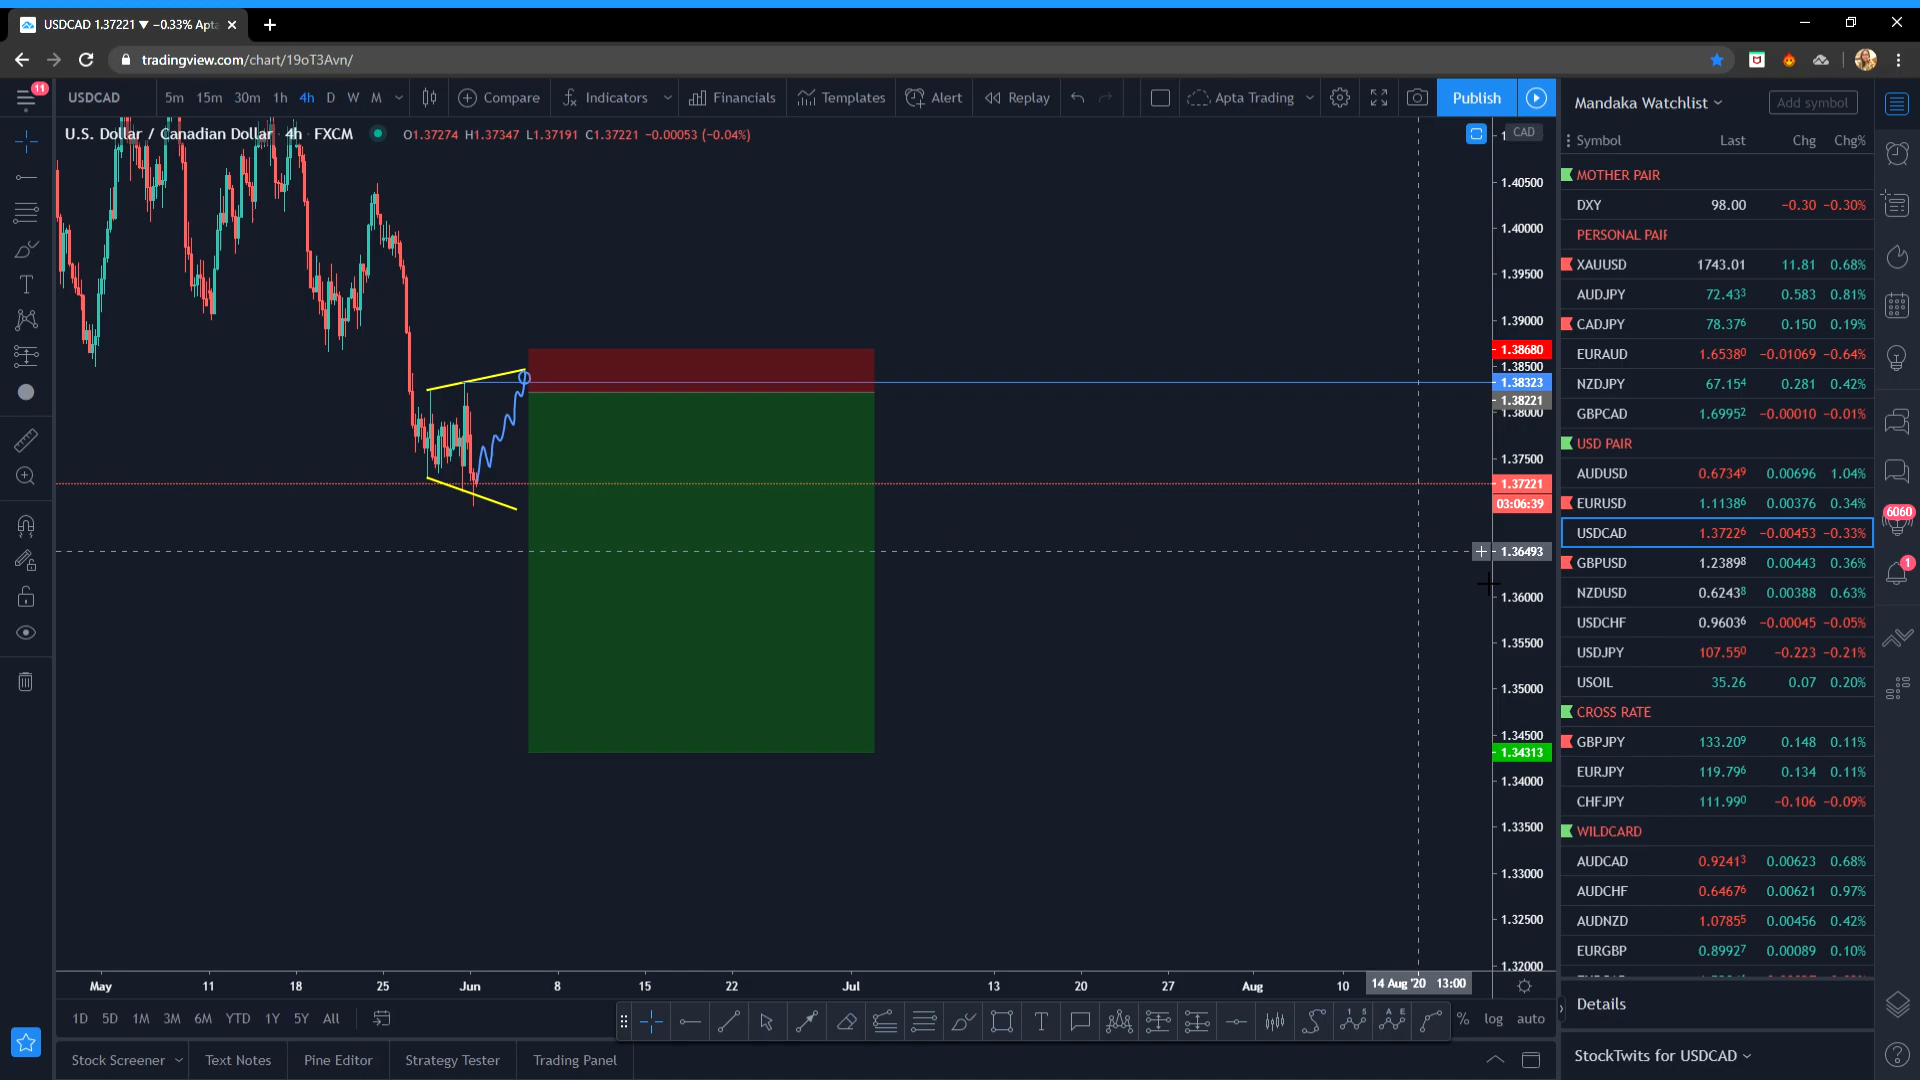 USDCAD 1.37221 ▼ −0.33% Apta
tradingview.com/chart/19oT3Avn/
11
USDCAD 5m 15m 30m 1h 4h D W M Compare Indicators Financials Templates Alert Replay Apta Trading Publish
U.S. Dollar / Canadian Dollar 4h FXCM O1.37274 H1.37347 L1.37191 C1.37221 −0.00053 (−0.04%)
CAD
1.40500
1.40000
1.39500
1.39000
1.38680
1.38500
1.38323
1.38221
1.38000
1.37500
1.37221
03:06:39
1.36493
1.36000
1.35500
1.35000
1.34500
1.34313
1.34000
1.33500
1.33000
1.32500
1.32000
May 11 18 25 Jun 8 15 22 Jul 13 20 27 Aug 10 14 Aug '20 13:00
1D 5D 1M 3M 6M YTD 1Y 5Y All
% log auto
Stock Screener Text Notes Pine Editor Strategy Tester Trading Panel
Mandaka Watchlist Add symbol
Symbol Last Chg Chg%
MOTHER PAIR
DXY 98.00 −0.30 −0.30%
PERSONAL PAIR
XAUUSD 1743.01 11.81 0.68%
AUDJPY 72.433 0.583 0.81%
CADJPY 78.376 0.150 0.19%
EURAUD 1.65380 −0.01069 −0.64%
NZDJPY 67.154 0.281 0.42%
GBPCAD 1.69952 −0.00010 −0.01%
USD PAIR
AUDUSD 0.67349 0.00696 1.04%
EURUSD 1.11386 0.00376 0.34%
USDCAD 1.37226 −0.00453 −0.33%
GBPUSD 1.23898 0.00443 0.36%
NZDUSD 0.62438 0.00388 0.63%
USDCHF 0.96036 −0.00045 −0.05%
USDJPY 107.550 −0.223 −0.21%
USOIL 35.26 0.07 0.20%
CROSS RATE
GBPJPY 133.209 0.148 0.11%
EURJPY 119.796 0.134 0.11%
CHFJPY 111.990 −0.106 −0.09%
WILDCARD
AUDCAD 0.92413 0.00623 0.68%
AUDCHF 0.64676 0.00621 0.97%
AUDNZD 1.07855 0.00456 0.42%
EURGBP 0.89927 0.00089 0.10%
Details
StockTwits for USDCAD
6060
1